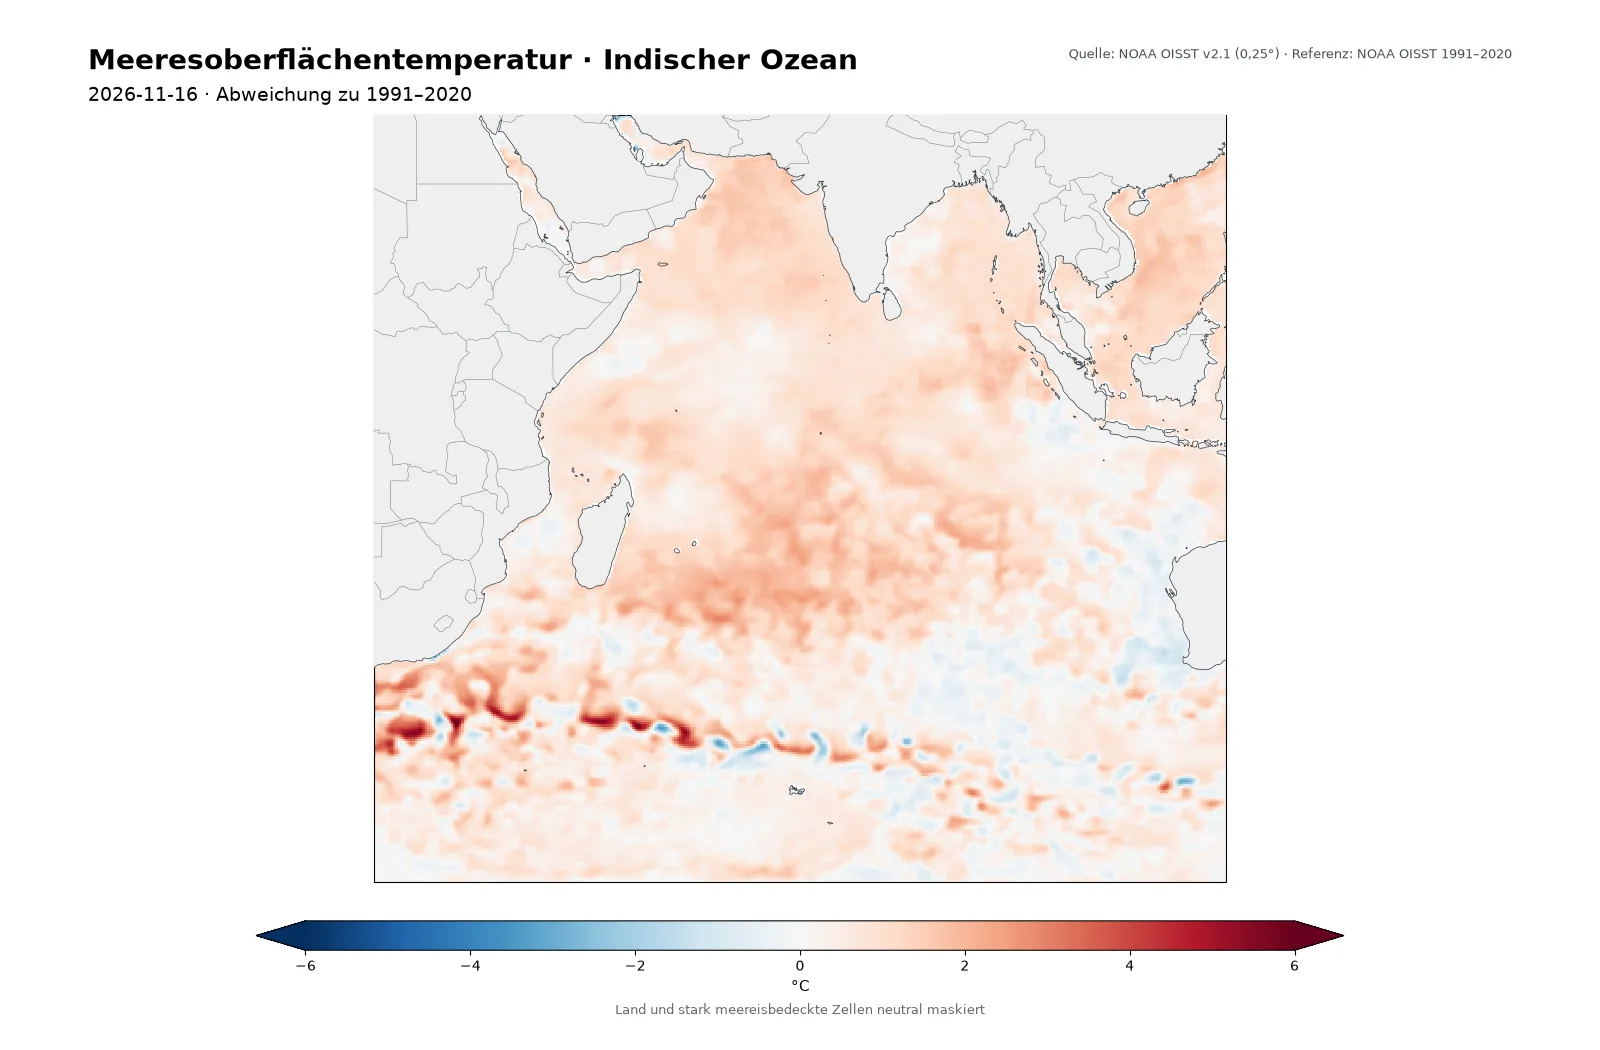 Meeresoberflächentemperatur · Indischer Ozean
Quelle: NOAA OISST v2.1 (0,25°) · Referenz: NOAA OISST 1991–2020
2026-11-16 · Abweichung zu 1991–2020
−6 −4 −2 0 2 4 6
°C
Land und stark meereisbedeckte Zellen neutral maskiert